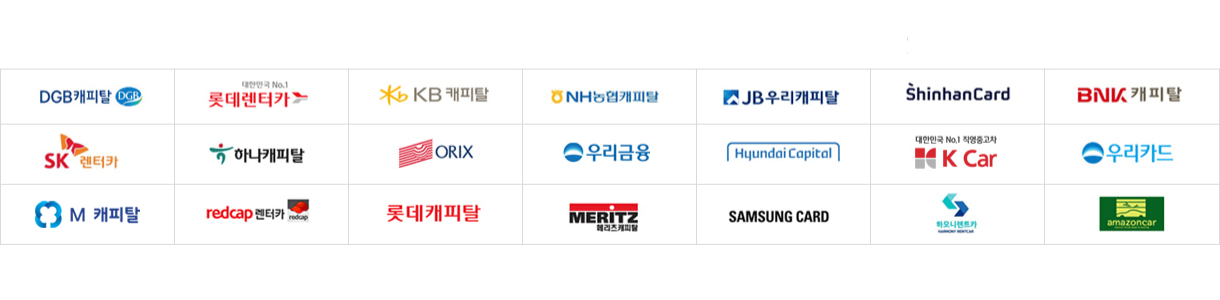 DGB캐피탈 DGB
대한민국 No.1
롯데렌터카
KB 캐피탈
NH농협캐피탈
JB우리캐피탈
ShinhanCard
BNK 캐피탈
SK 렌터카
하나캐피탈
ORIX
우리금융
Hyundai Capital
대한민국 No.1 직영중고차
K Car
우리카드
M 캐피탈
redcap 렌터카 redcap
롯데캐피탈
MERITZ
메리츠캐피탈
SAMSUNG CARD
하모니렌트카
HARMONY RENTCAR
amazoncar